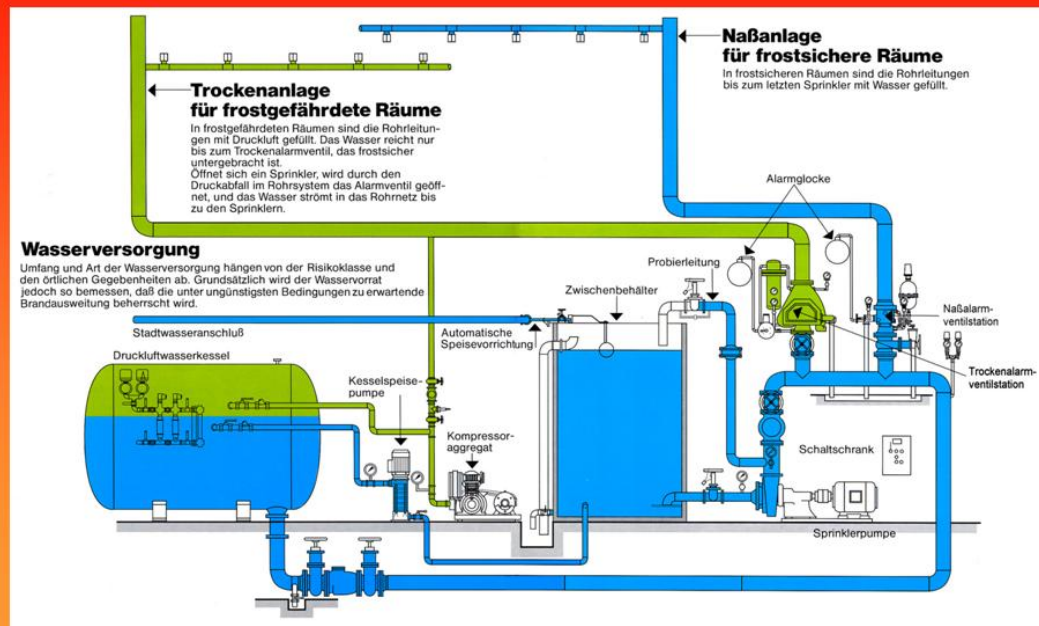 Naßanlage
für frostsichere Räume
In frostsicheren Räumen sind die Rohrleitungen
bis zum letzten Sprinkler mit Wasser gefüllt.
Trockenanlage
für frostgefährdete Räume
In frostgefährdeten Räumen sind die Rohrleitun-
gen mit Druckluft gefüllt. Das Wasser reicht nur
bis zum Trockenalarmventil, das frostsicher
untergebracht ist.
Öffnet sich ein Sprinkler, wird durch den
Druckabfall im Rohrsystem das Alarmventil geöff-
net, und das Wasser strömt in das Rohrnetz bis
zu den Sprinklern.
Alarmglocke
Wasserversorgung
Umfang und Art der Wasserversorgung hängen von der Risikoklasse und
den örtlichen Gegebenheiten ab. Grundsätzlich wird der Wasservorrat
jedoch so bemessen, daß die unter ungünstigsten Bedingungen zu erwartende
Brandausweitung beherrscht wird.
Probierleitung
Zwischenbehälter
Stadtwasseranschluß
Automatische
Speisevorrichtung
Naßalarm-
ventilstation
Druckluftwasserkessel
Trockenalarm-
ventilstation
Kesselspeise-
pumpe
Kompressor-
aggregat
Schaltschrank
Sprinklerpumpe